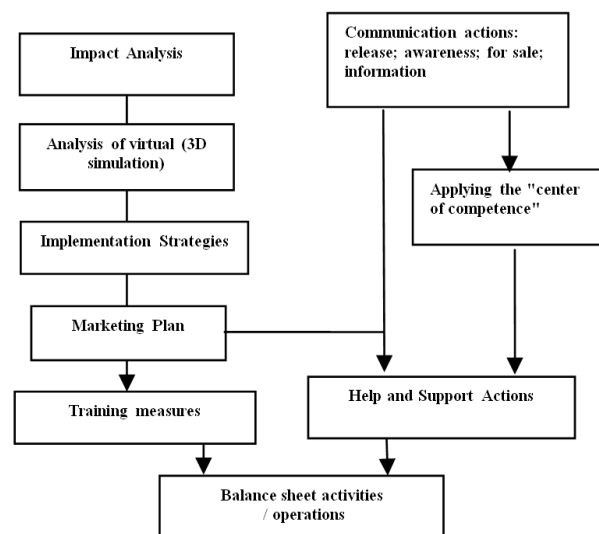 Impact Analysis
Communication actions:
release; awareness; for sale;
information
Analysis of virtual (3D
simulation)
Applying the "center
of competence"
Implementation Strategies
Marketing Plan
Training measures
Help and Support Actions
Balance sheet activities
/ operations